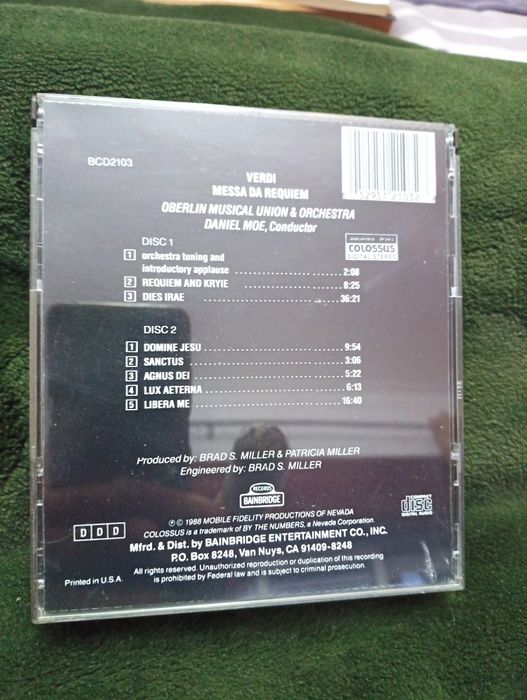 BCD2103
VERDI
MESSA DA REQUIEM
OBERLIN MUSICAL UNION & ORCHESTRA
DANIEL MOE, Conductor
COLOSSUS
DIGITAL STEREO
DISC 1
1 orchestra tuning and
introductory applause 2:08
2 REQUIEM AND KRYIE 8:25
3 DIES IRAE 36:21
DISC 2
1 DOMINE JESU 9:54
2 SANCTUS 3:06
3 AGNUS DEI 5:22
4 LUX AETERNA 6:13
5 LIBERA ME 16:40
Produced by: BRAD S. MILLER & PATRICIA MILLER
Engineered by: BRAD S. MILLER
RECORDS
BAINBRIDGE
COMPACT
disc
DIGITAL AUDIO
D D D
℗ © 1988 MOBILE FIDELITY PRODUCTIONS OF NEVADA
COLOSSUS is a trademark of BY THE NUMBERS, a Nevada Corporation.
Mfrd. & Dist. by BAINBRIDGE ENTERTAINMENT CO., INC.
P.O. Box 8248, Van Nuys, CA 91409-8248
Printed in U.S.A.
All rights reserved. Unauthorized reproduction or duplication of this recording
is prohibited by Federal law and is subject to criminal prosecution.